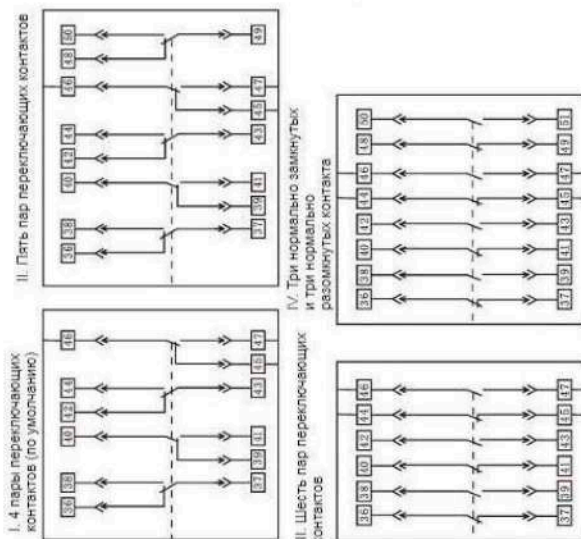 I. 4 пары переключающих
контактов (по умолчанию)
36 38 40 42 44 46
37 39 41 43 45 47
II. Пять пар переключающих контактов
36 38 40 42 44 46 48 50
37 39 41 43 45 47 49
II. Шесть пар переключающих
онтактов
36 38 40 42 44 46
37 39 41 43 45 47
IV. Три нормально замкнутых
и три нормально
разомкнутых контакта
36 38 40 42 44 46 48 50
37 39 41 43 45 47 49 51